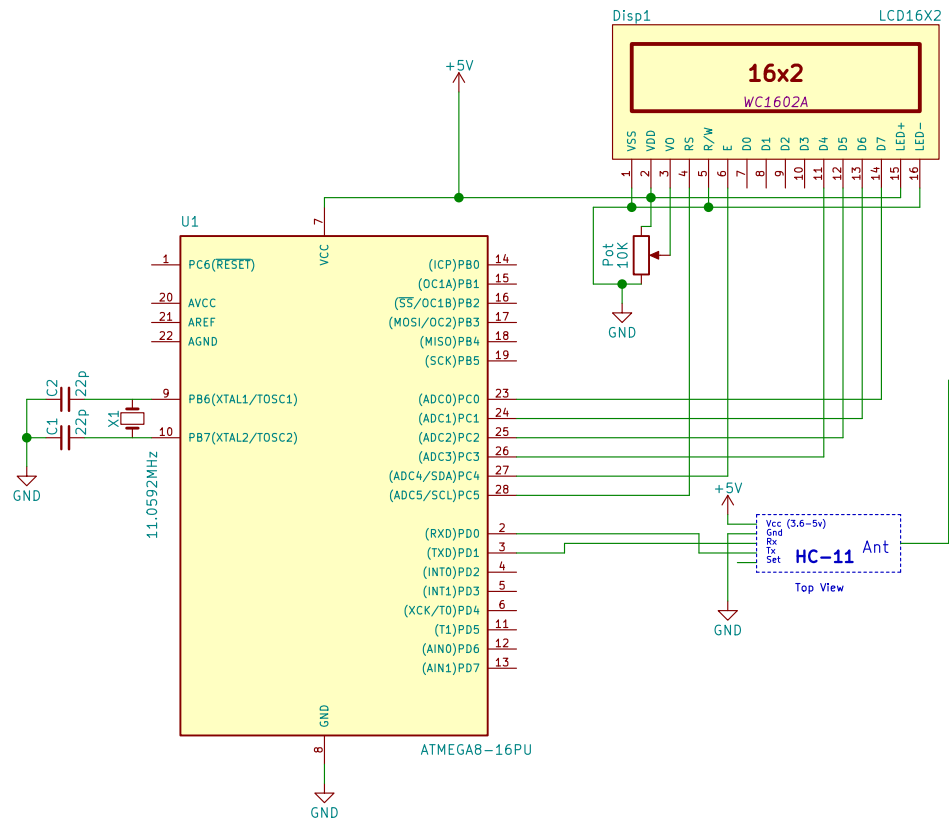 Disp1 LCD16X2
16x2
WC1602A
VSS VDD VO RS R/W E D0 D1 D2 D3 D4 D5 D6 D7 LED+ LED-
1 2 3 4 5 6 7 8 9 10 11 12 13 14 15 16
+5V
U1
7
VCC
Pot
10K
GND
1 PC6(RESET)
20 AVCC
21 AREF
22 AGND
9 PB6(XTAL1/TOSC1)
10 PB7(XTAL2/TOSC2)
(ICP)PB0 14
(OC1A)PB1 15
(SS/OC1B)PB2 16
(MOSI/OC2)PB3 17
(MISO)PB4 18
(SCK)PB5 19
(ADC0)PC0 23
(ADC1)PC1 24
(ADC2)PC2 25
(ADC3)PC3 26
(ADC4/SDA)PC4 27
(ADC5/SCL)PC5 28
(RXD)PD0 2
(TXD)PD1 3
(INT0)PD2 4
(INT1)PD3 5
(XCK/T0)PD4 6
(T1)PD5 11
(AIN0)PD6 12
(AIN1)PD7 13
C2
22p
C1
22p
X1
11.0592MHz
GND
+5V
Vcc (3.6-5v)
Gnd
Rx
Tx
Set
HC-11
Ant
Top View
GND
GND
8
ATMEGA8-16PU
GND